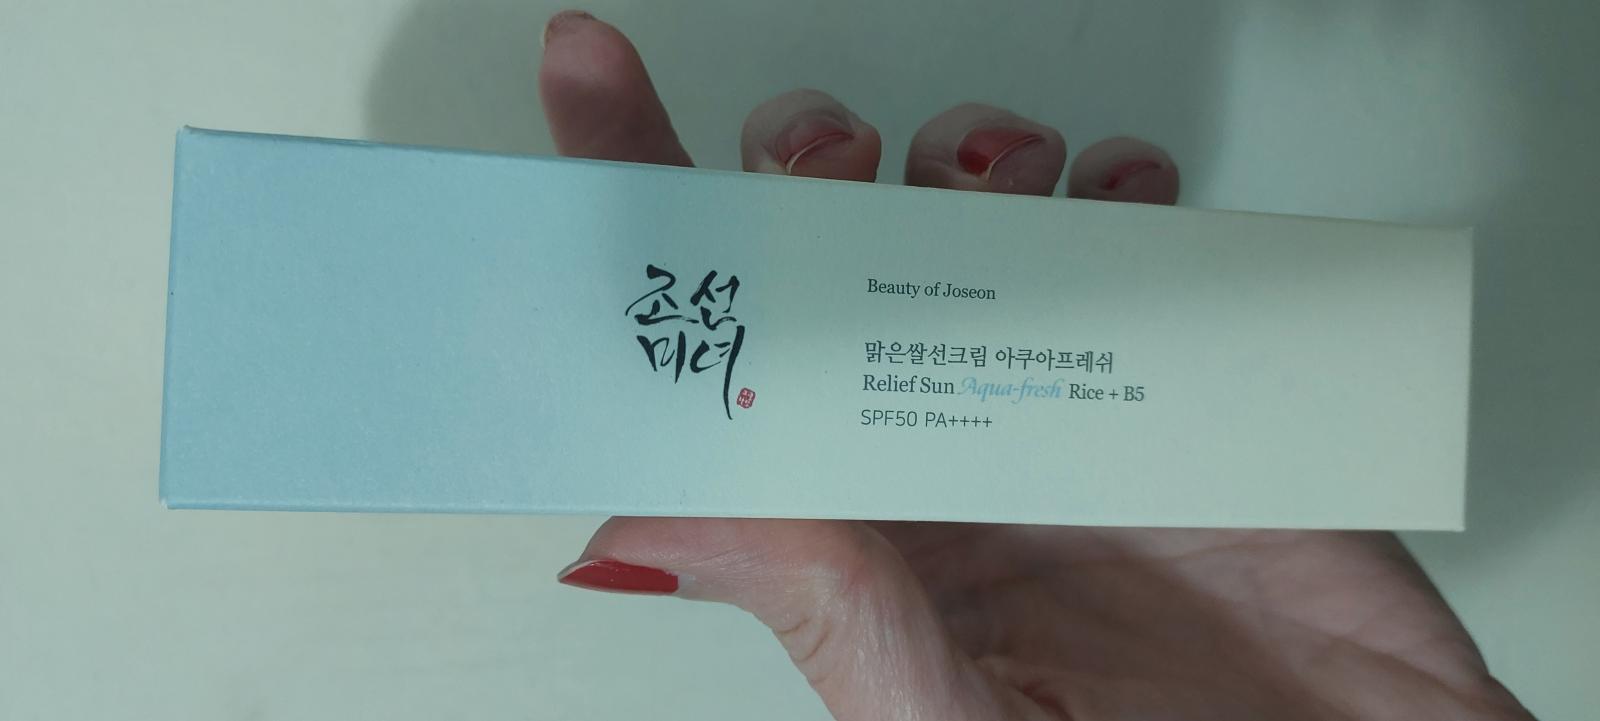 조선
미녀
Beauty of Joseon
맑은쌀선크림 아쿠아프레쉬
Relief Sun Aqua-fresh Rice + B5
SPF50 PA++++